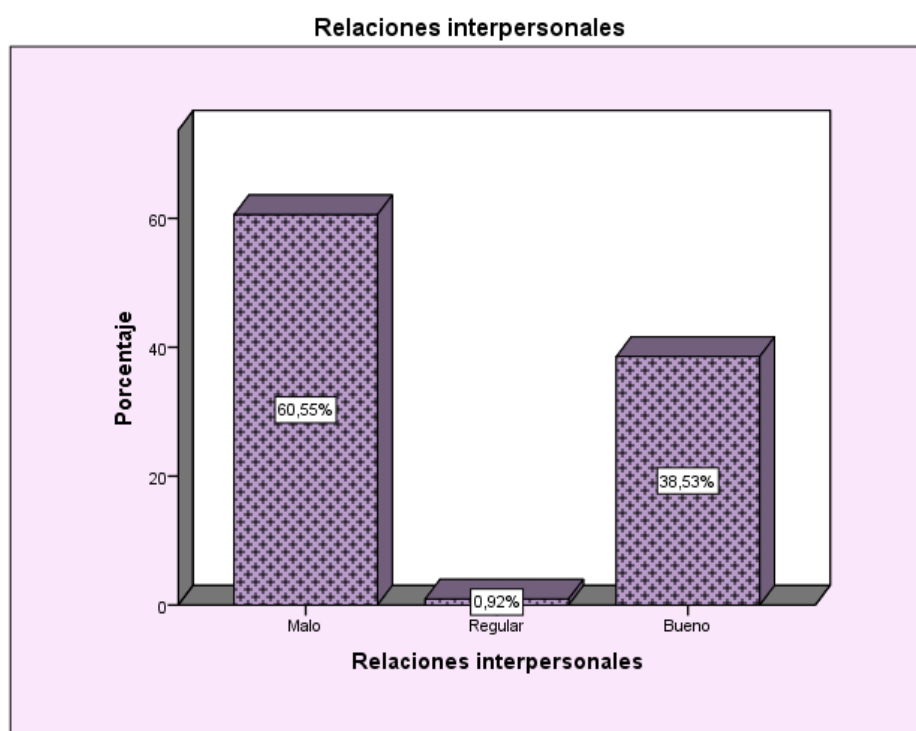 Relaciones interpersonales
Porcentaje
60
40
20
0
60,55%
0,92%
38,53%
Malo
Regular
Bueno
Relaciones interpersonales